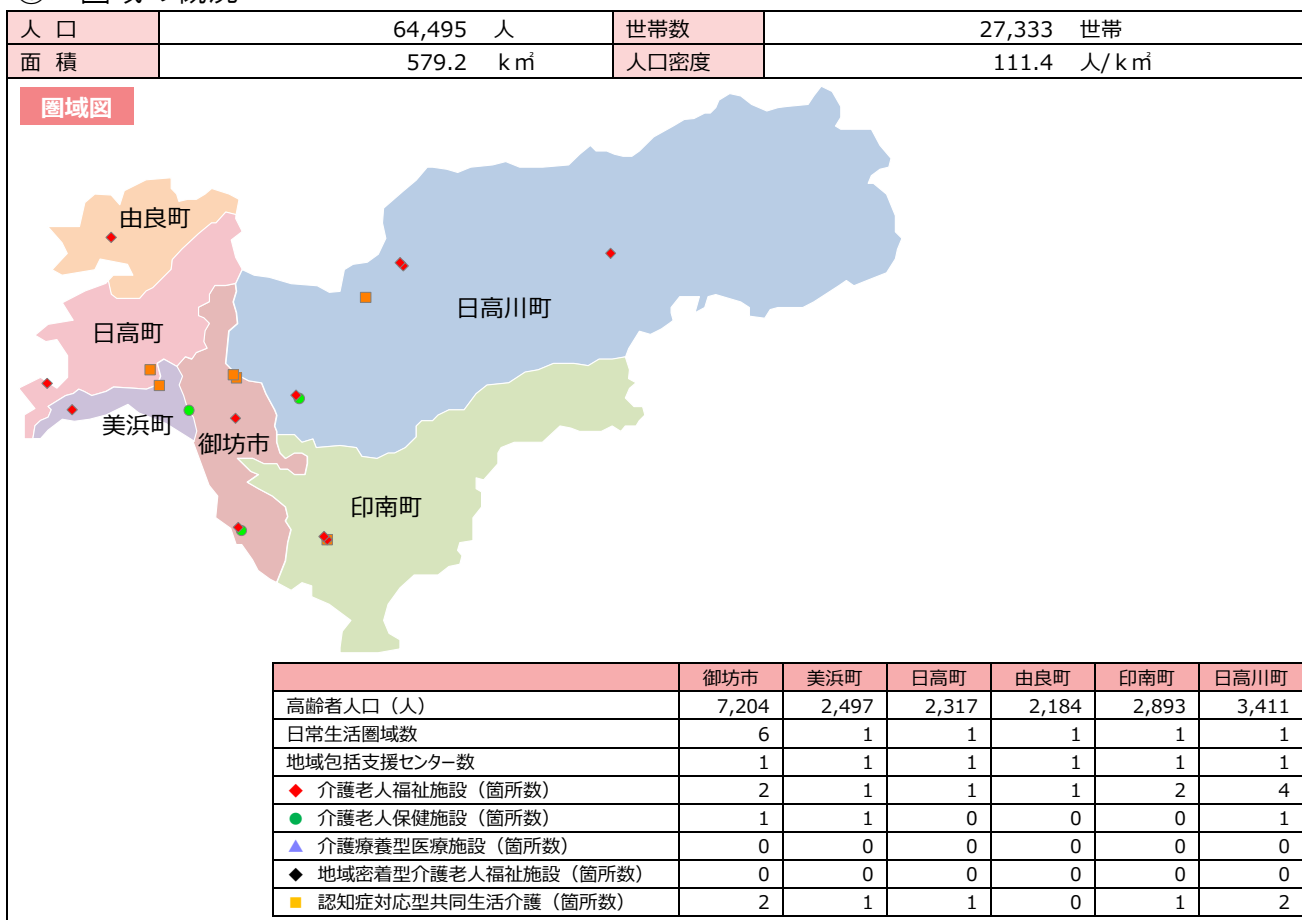 人 口 64,495 人 世帯数 27,333 世帯
面 積 579.2 k㎡ 人口密度 111.4 人/k㎡
圏域図
由良町
日高町
日高川町
美浜町
御坊市
印南町
御坊市 美浜町 日高町 由良町 印南町 日高川町
高齢者人口（人） 7,204 2,497 2,317 2,184 2,893 3,411
日常生活圏域数 6 1 1 1 1 1
地域包括支援センター数 1 1 1 1 1 1
◆ 介護老人福祉施設（箇所数） 2 1 1 1 2 4
● 介護老人保健施設（箇所数） 1 1 0 0 0 1
▲ 介護療養型医療施設（箇所数） 0 0 0 0 0 0
◆ 地域密着型介護老人福祉施設（箇所数） 0 0 0 0 0 0
■ 認知症対応型共同生活介護（箇所数） 2 1 1 0 1 2